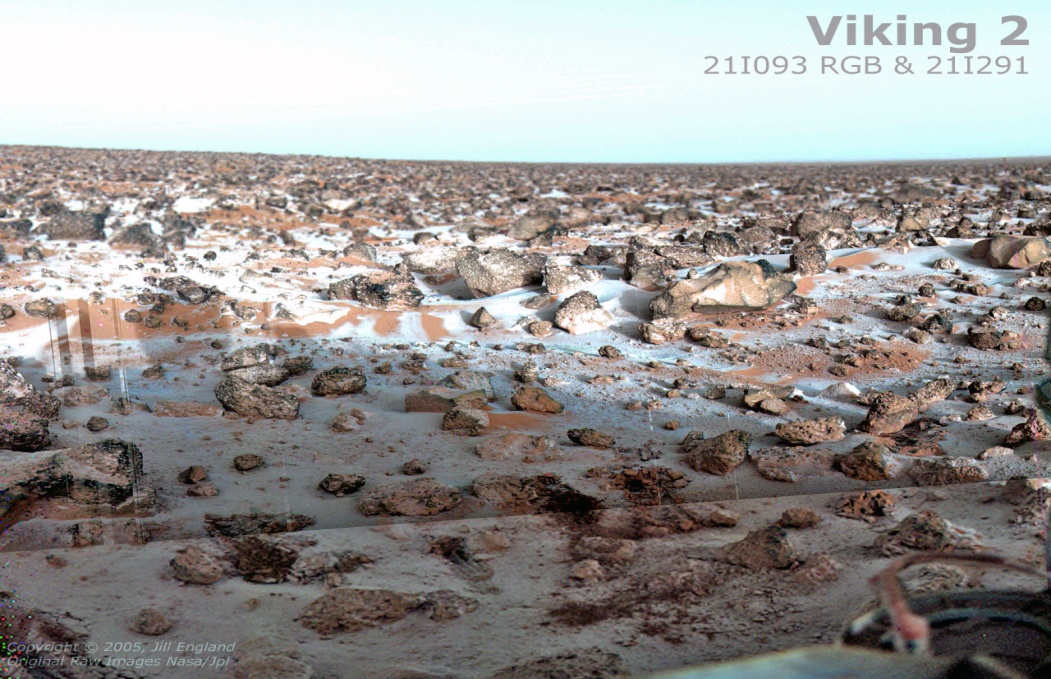 Viking 2
21I093 RGB & 21I291
Copyright © 2005, Jill England
Original Raw Images Nasa/Jpl